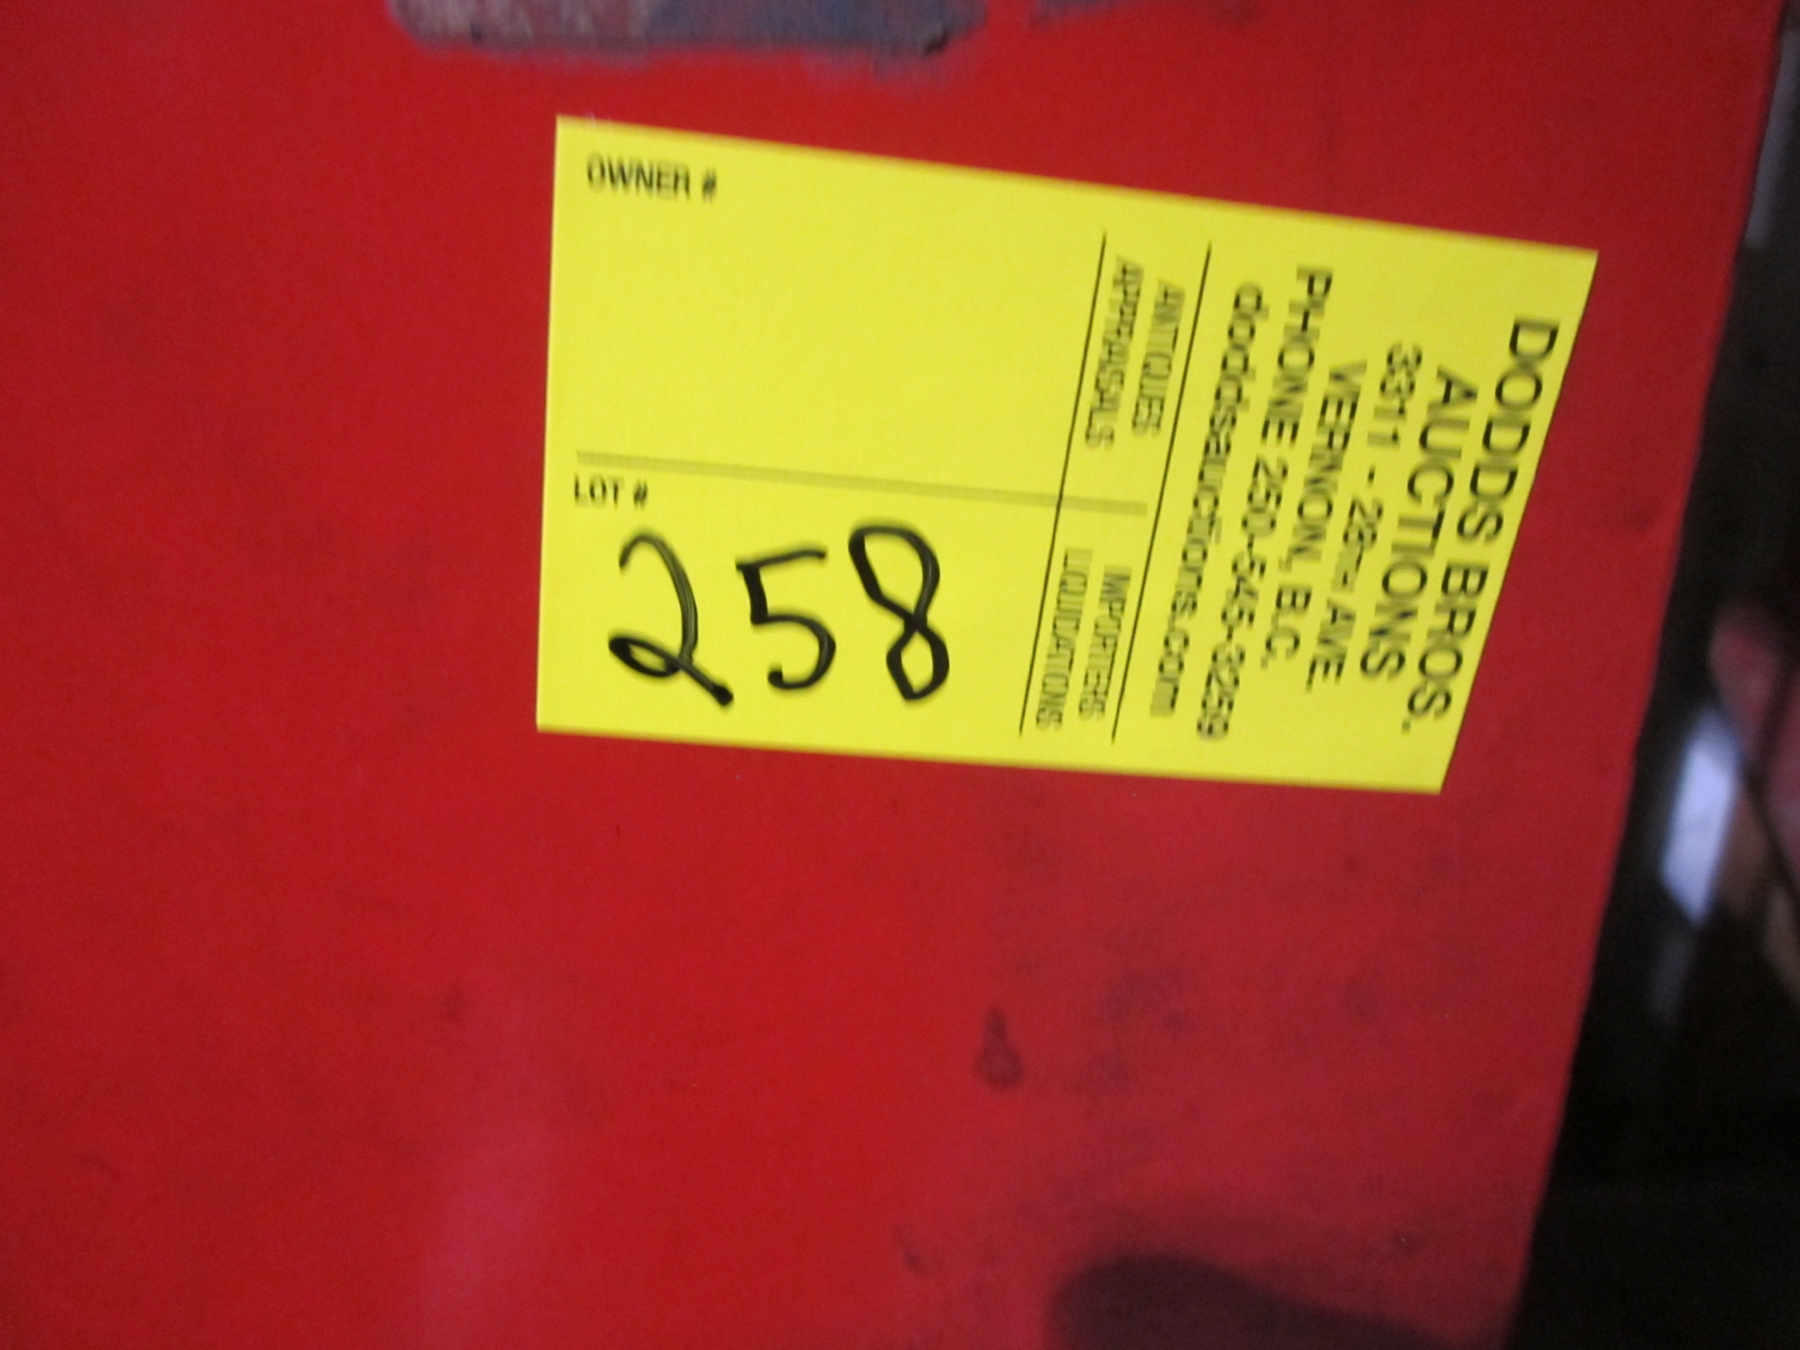 DODDS BROS.
AUCTIONS
3311 - 28TH AVE.
VERNON, B.C.
PHONE 250-545-3259
doddsauctions.com
ANTIQUES IMPORTERS
APPRAISALS LIQUIDATIONS
OWNER #
LOT #
258